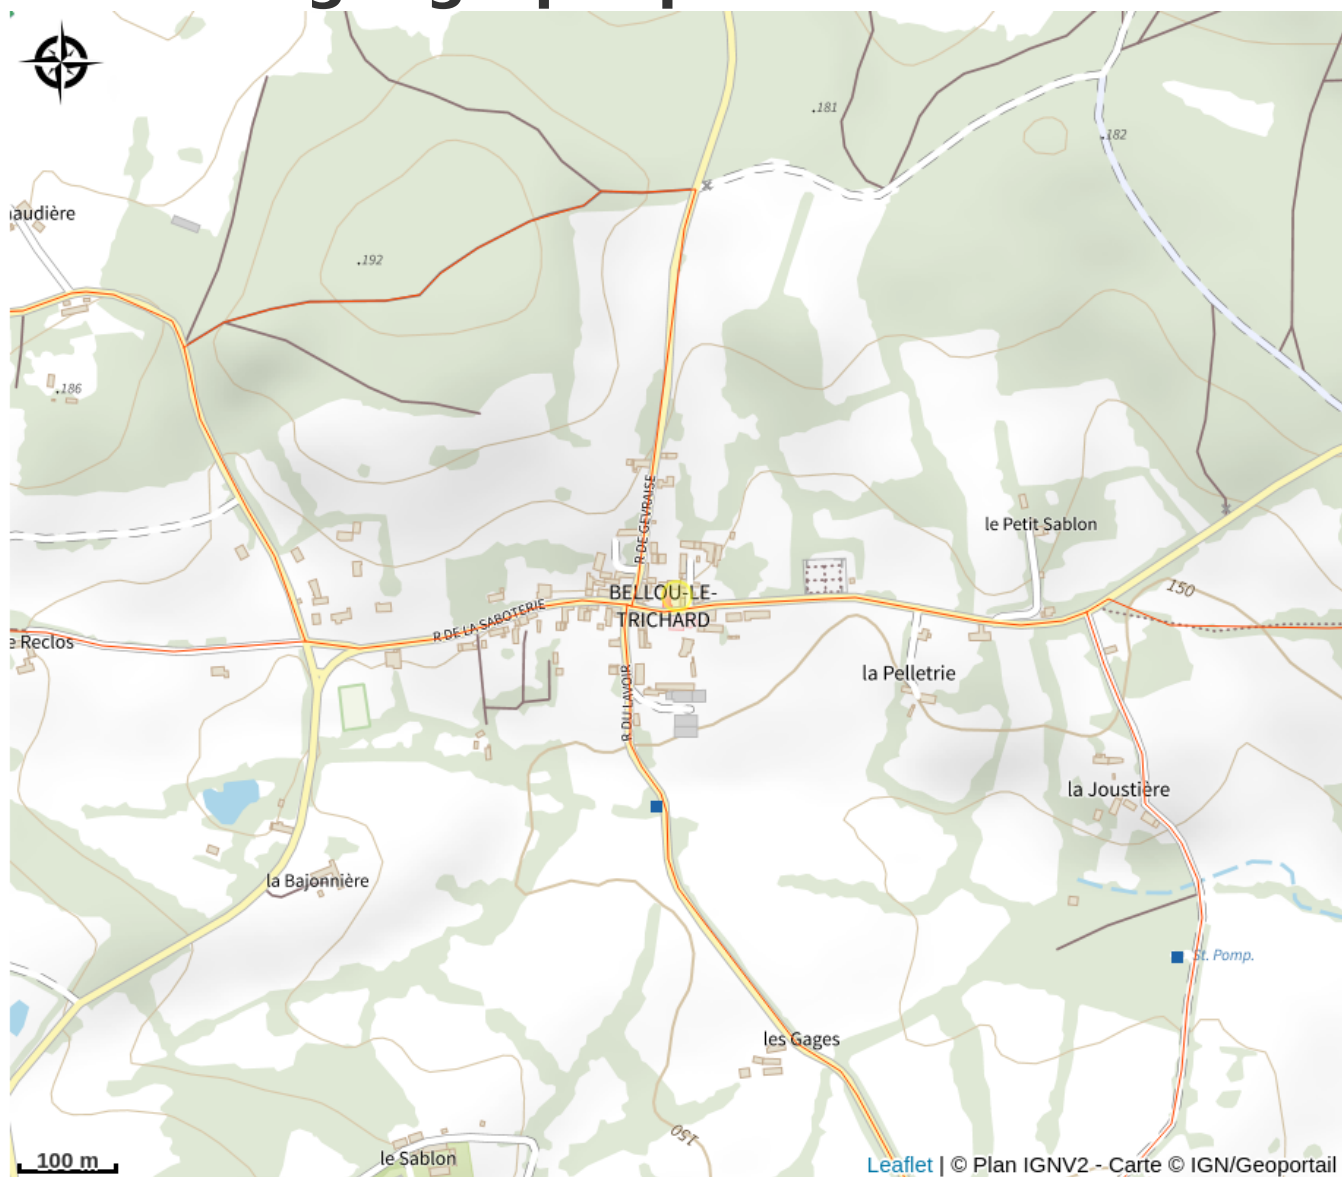 .181
.182
audière
.192
.186
R DE GEVRAISE
le Petit Sablon
150
BELLOU-LE-
TRICHARD
R DE LA SABOTERIE
e Reclos
la Pelletrie
R DU LAVOIR
la Joustière
la Bajonnière
St. Pomp.
les Gages
150
le Sablon
100 m
Leaflet | © Plan IGNV2 - Carte © IGN/Geoportail